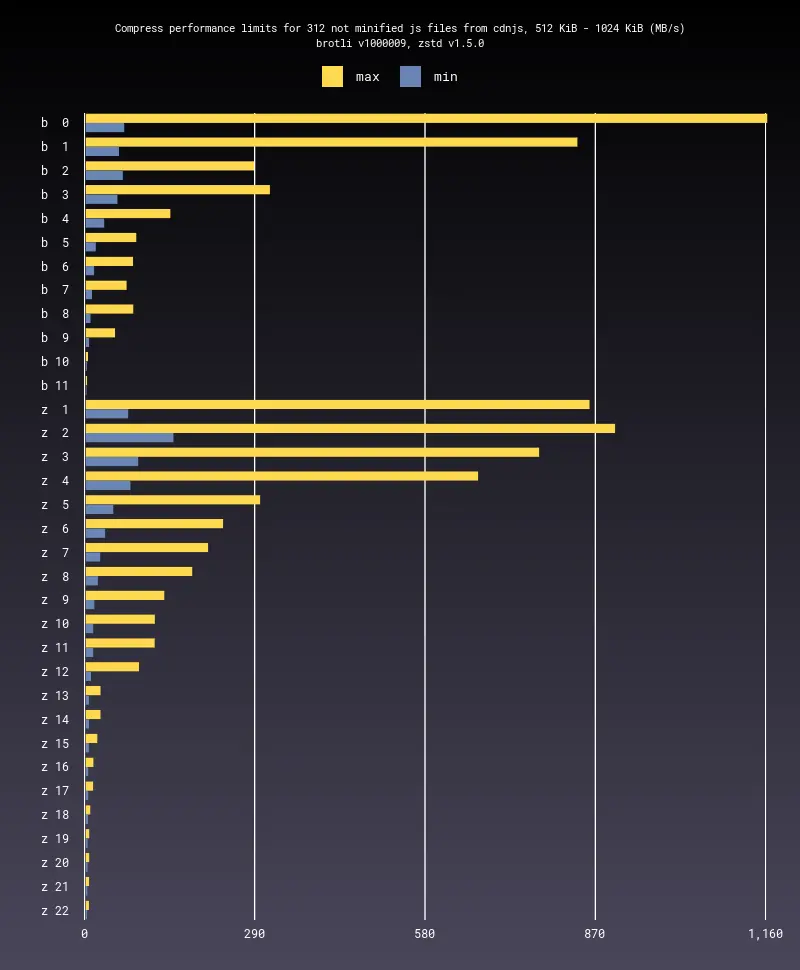 Compress performance limits for 312 not minified js files from cdnjs, 512 KiB - 1024 KiB (MB/s)
brotli v1000009, zstd v1.5.0
max min
b 0
b 1
b 2
b 3
b 4
b 5
b 6
b 7
b 8
b 9
b 10
b 11
z 1
z 2
z 3
z 4
z 5
z 6
z 7
z 8
z 9
z 10
z 11
z 12
z 13
z 14
z 15
z 16
z 17
z 18
z 19
z 20
z 21
z 22
0 290 580 870 1,160